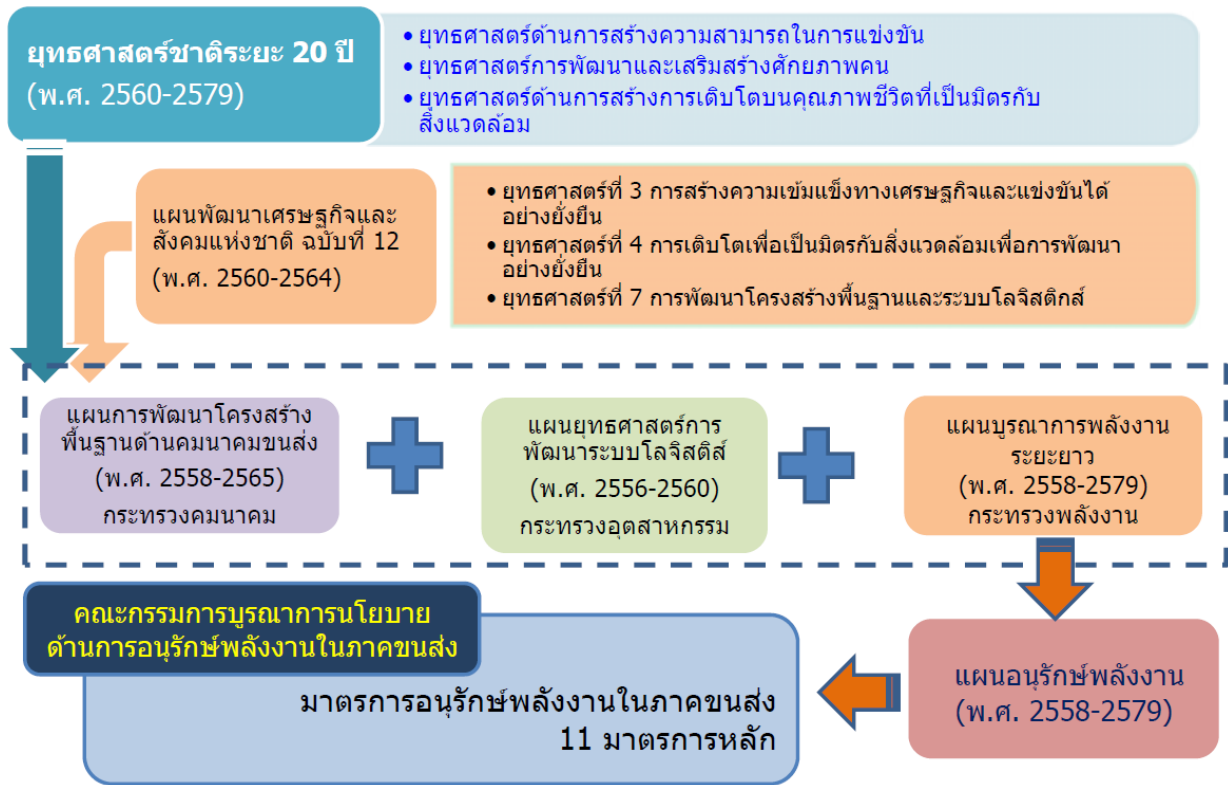 ยุทธศาสตร์ชาติระยะ 20 ปี
(พ.ศ. 2560-2579)
• ยุทธศาสตร์ด้านการสร้างความสามารถในการแข่งขัน
• ยุทธศาสตร์การพัฒนาและเสริมสร้างศักยภาพคน
• ยุทธศาสตร์ด้านการสร้างการเติบโตบนคุณภาพชีวิตที่เป็นมิตรกับ
สิ่งแวดล้อม
แผนพัฒนาเศรษฐกิจและ
สังคมแห่งชาติ ฉบับที่ 12
(พ.ศ. 2560-2564)
• ยุทธศาสตร์ที่ 3 การสร้างความเข้มแข็งทางเศรษฐกิจและแข่งขันได้
อย่างยั่งยืน
• ยุทธศาสตร์ที่ 4 การเติบโตเพื่อเป็นมิตรกับสิ่งแวดล้อมเพื่อการพัฒนา
อย่างยั่งยืน
• ยุทธศาสตร์ที่ 7 การพัฒนาโครงสร้างพื้นฐานและระบบโลจิสติกส์
แผนการพัฒนาโครงสร้าง
พื้นฐานด้านคมนาคมขนส่ง
(พ.ศ. 2558-2565)
กระทรวงคมนาคม
แผนยุทธศาสตร์การ
พัฒนาระบบโลจิสติส์
(พ.ศ. 2556-2560)
กระทรวงอุตสาหกรรม
แผนบูรณาการพลังงาน
ระยะยาว
(พ.ศ. 2558-2579)
กระทรวงพลังงาน
คณะกรรมการบูรณาการนโยบาย
ด้านการอนุรักษ์พลังงานในภาคขนส่ง
มาตรการอนุรักษ์พลังงานในภาคขนส่ง
11 มาตรการหลัก
แผนอนุรักษ์พลังงาน
(พ.ศ. 2558-2579)